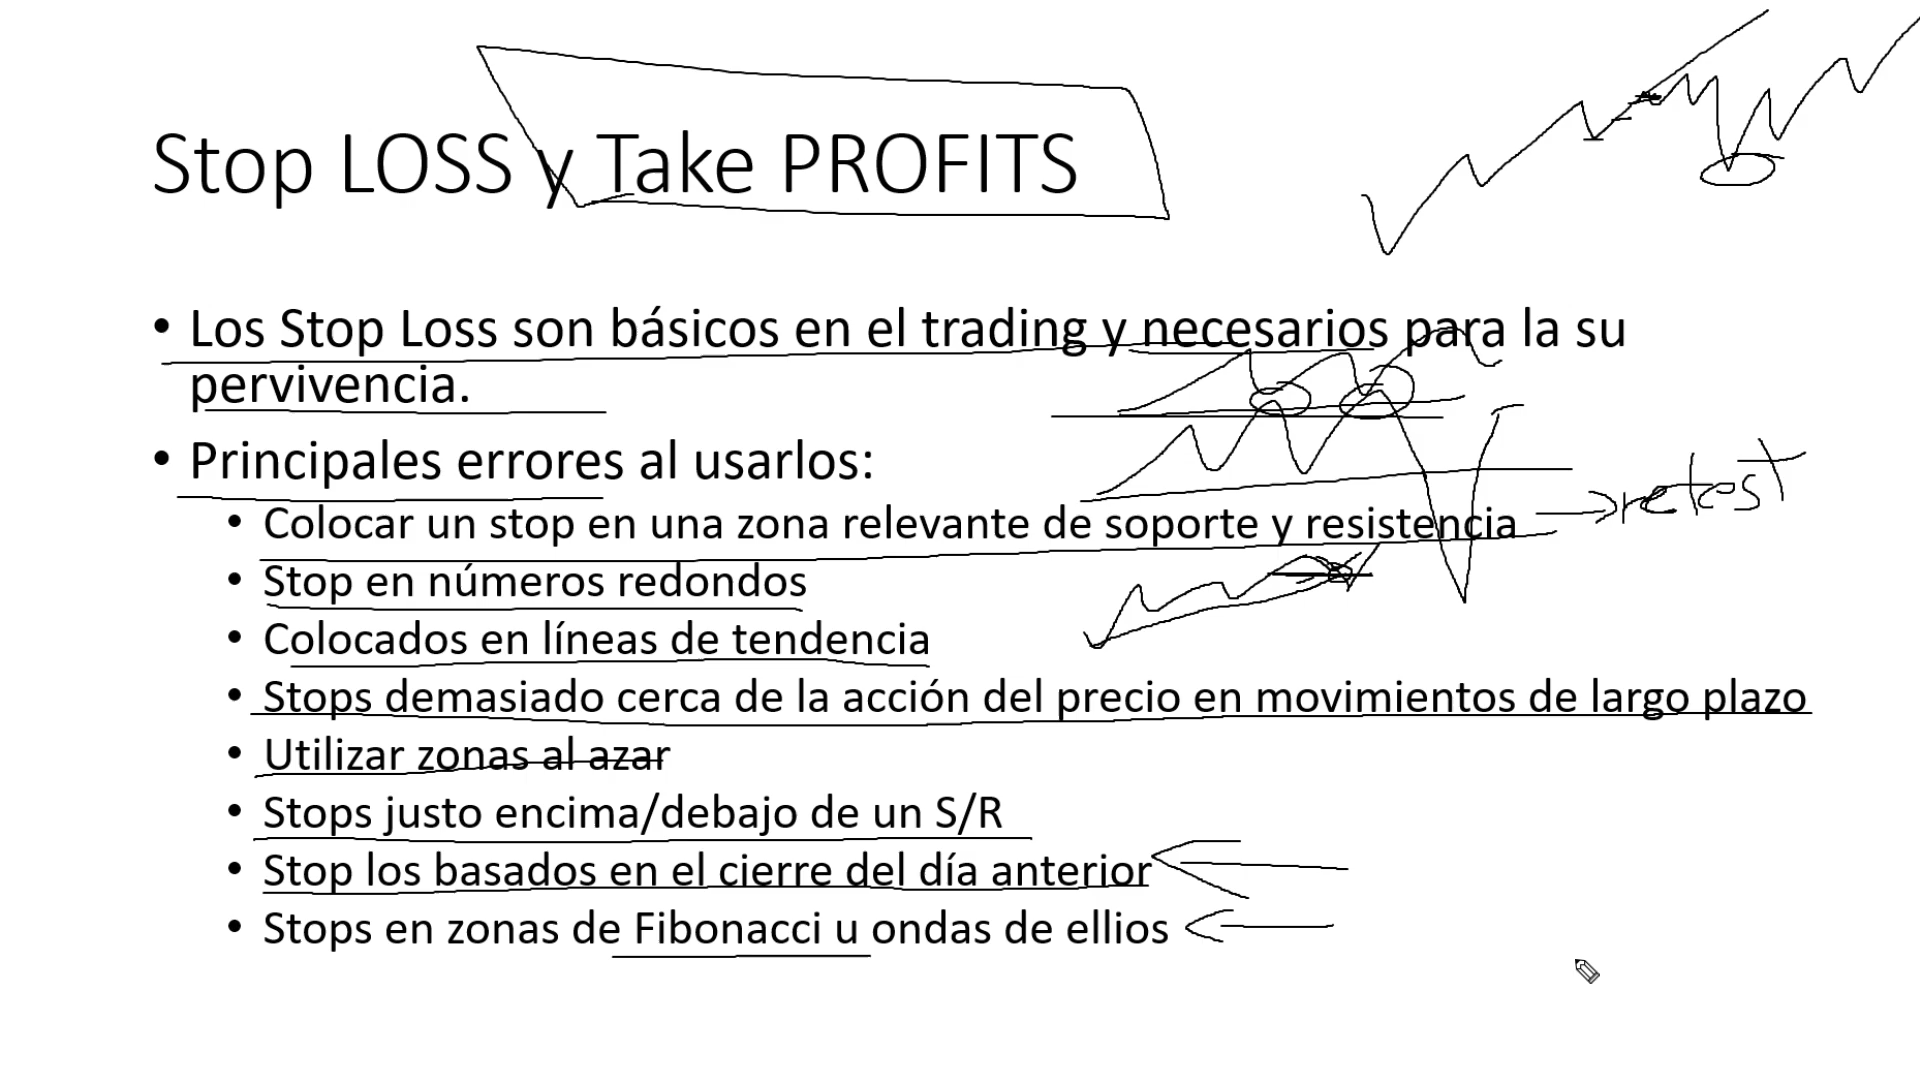 Stop LOSS y Take PROFITS
• Los Stop Loss son básicos en el trading y necesarios para la su
pervivencia.
• Principales errores al usarlos:
• Colocar un stop en una zona relevante de soporte y resistencia
retest
• Stop en números redondos
• Colocados en líneas de tendencia
• Stops demasiado cerca de la acción del precio en movimientos de largo plazo
• Utilizar zonas al azar
• Stops justo encima/debajo de un S/R
• Stop los basados en el cierre del día anterior
• Stops en zonas de Fibonacci u ondas de ellios